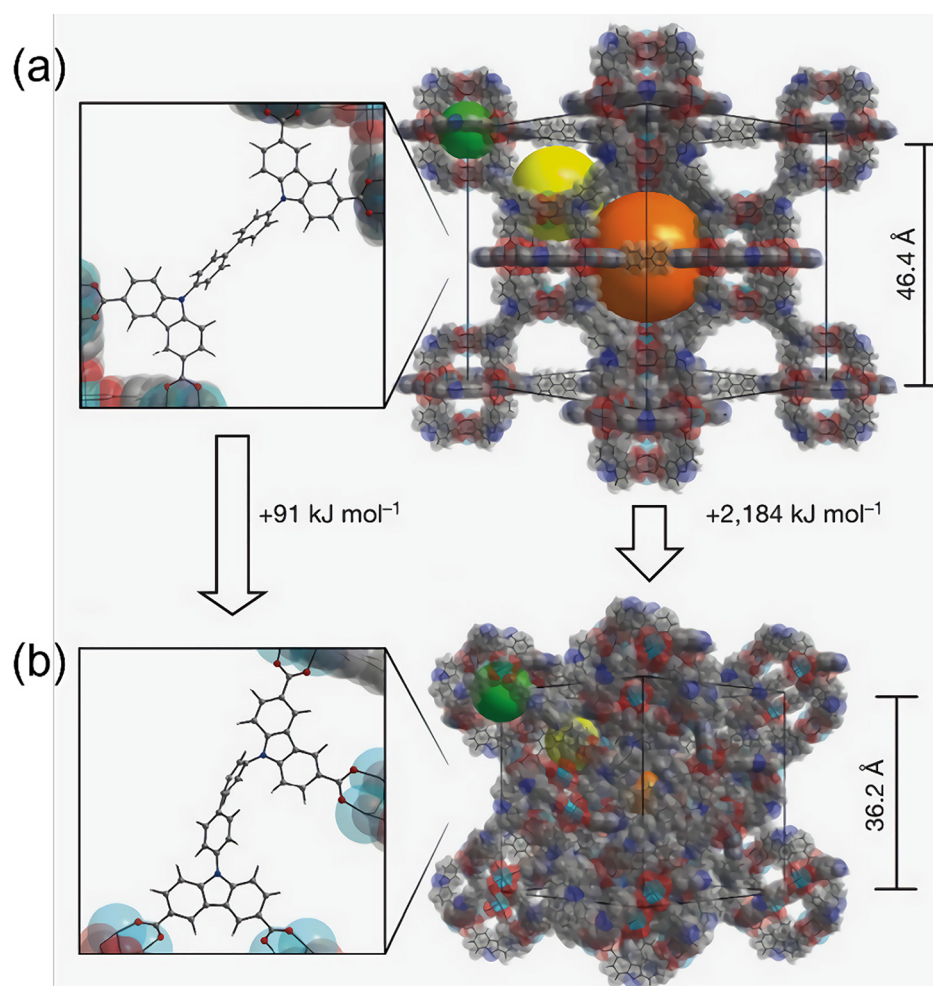 (a)
46.4 Å
+91 kJ mol⁻¹
+2,184 kJ mol⁻¹
(b)
36.2 Å